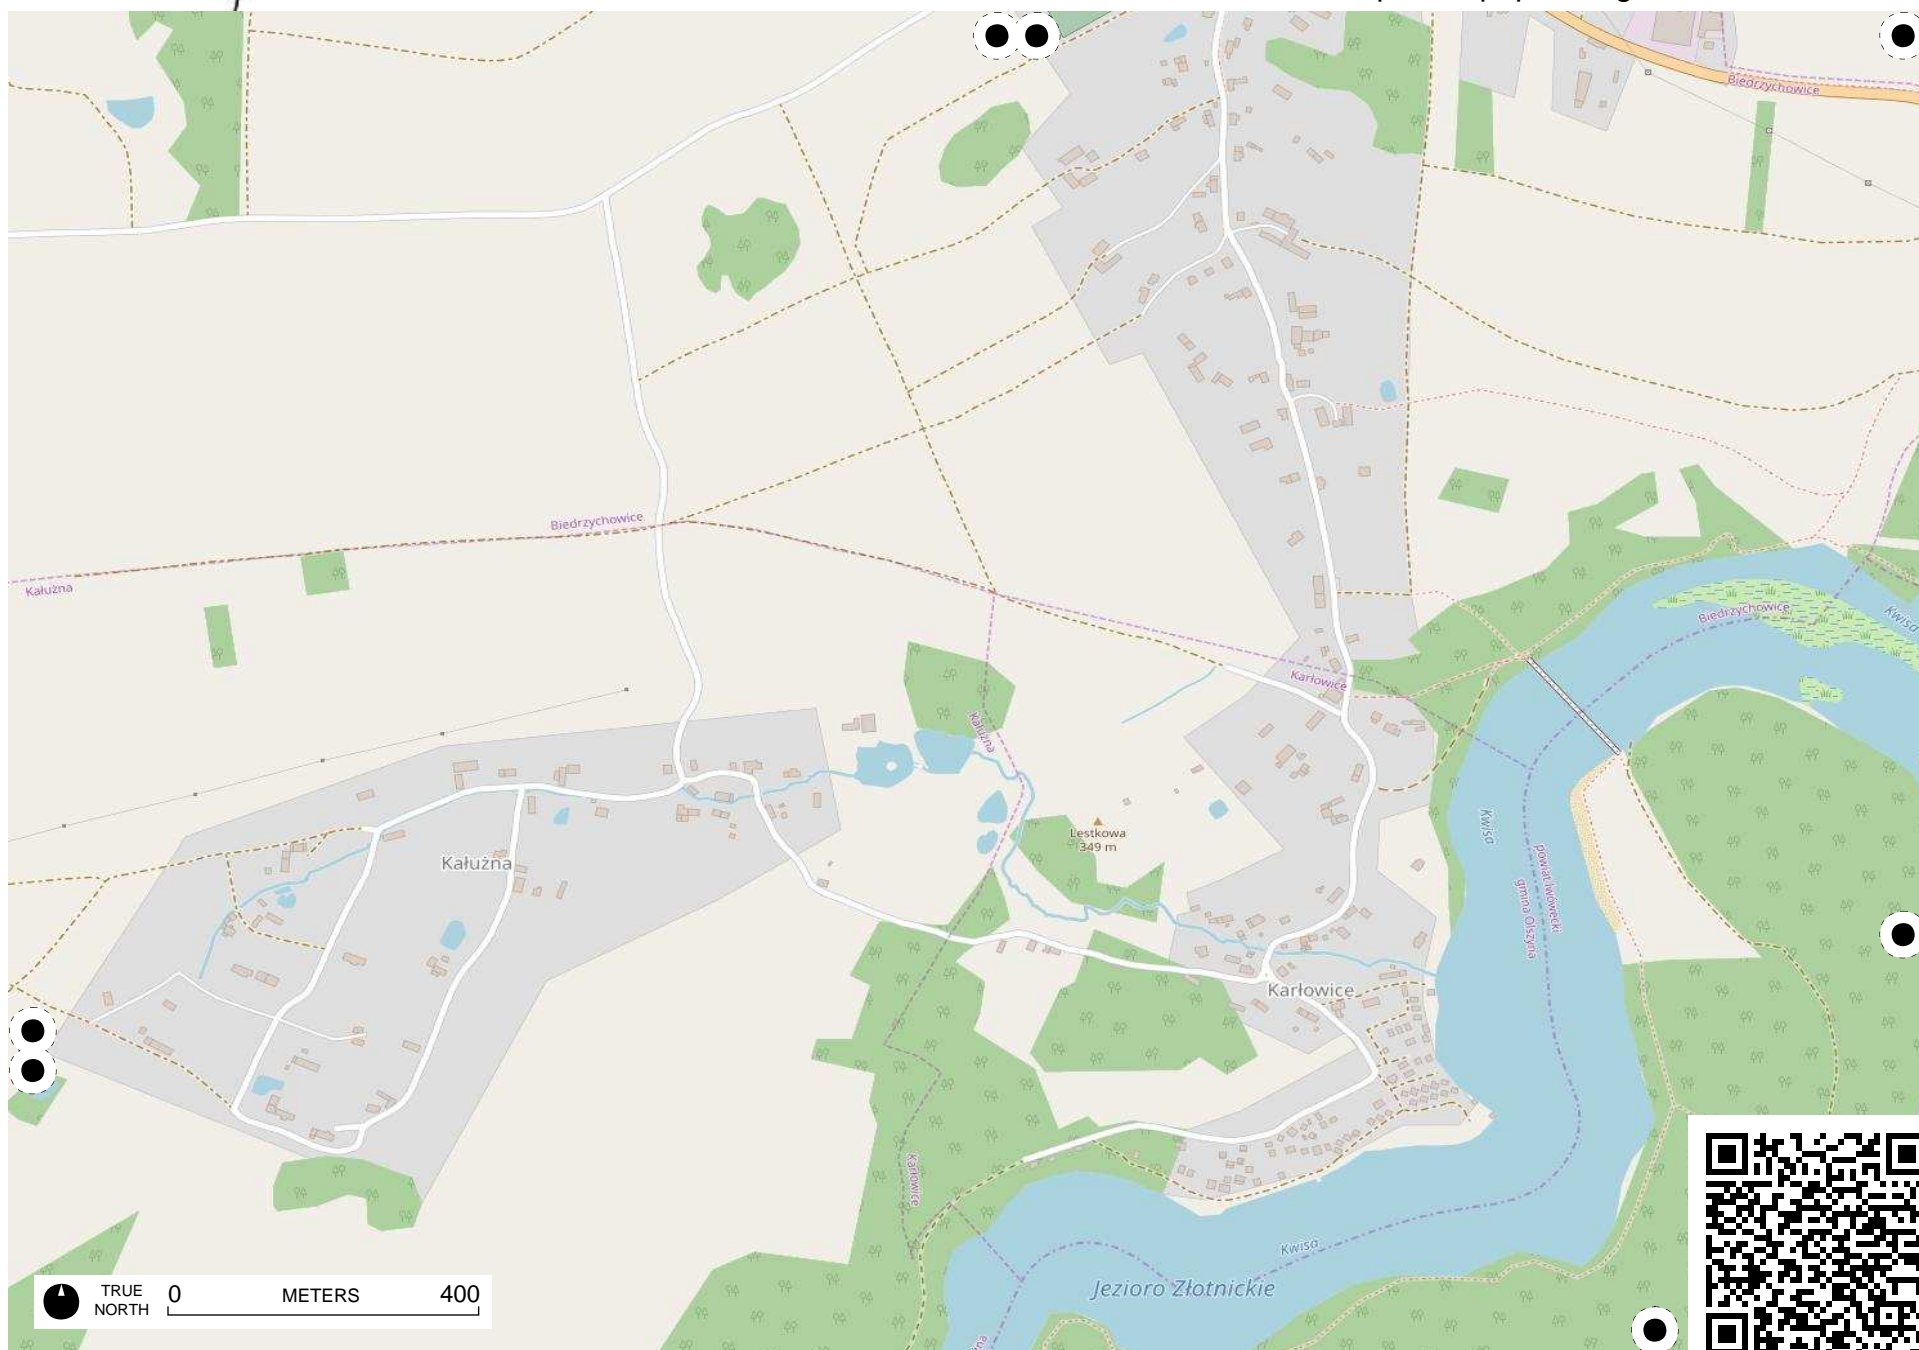 Biedrzychowice
Biedrzychowice
Kałużna
Biedrzychowice
Kwisa
Karłowice
Kałużna
Kwisa
Lestkowa
349 m
Kałużna
powiat lwówecki
gmina Olszyna
Karłowice
Karłowice
Kwisa
Jezioro Złotnickie
TRUE
NORTH
0 METERS 400